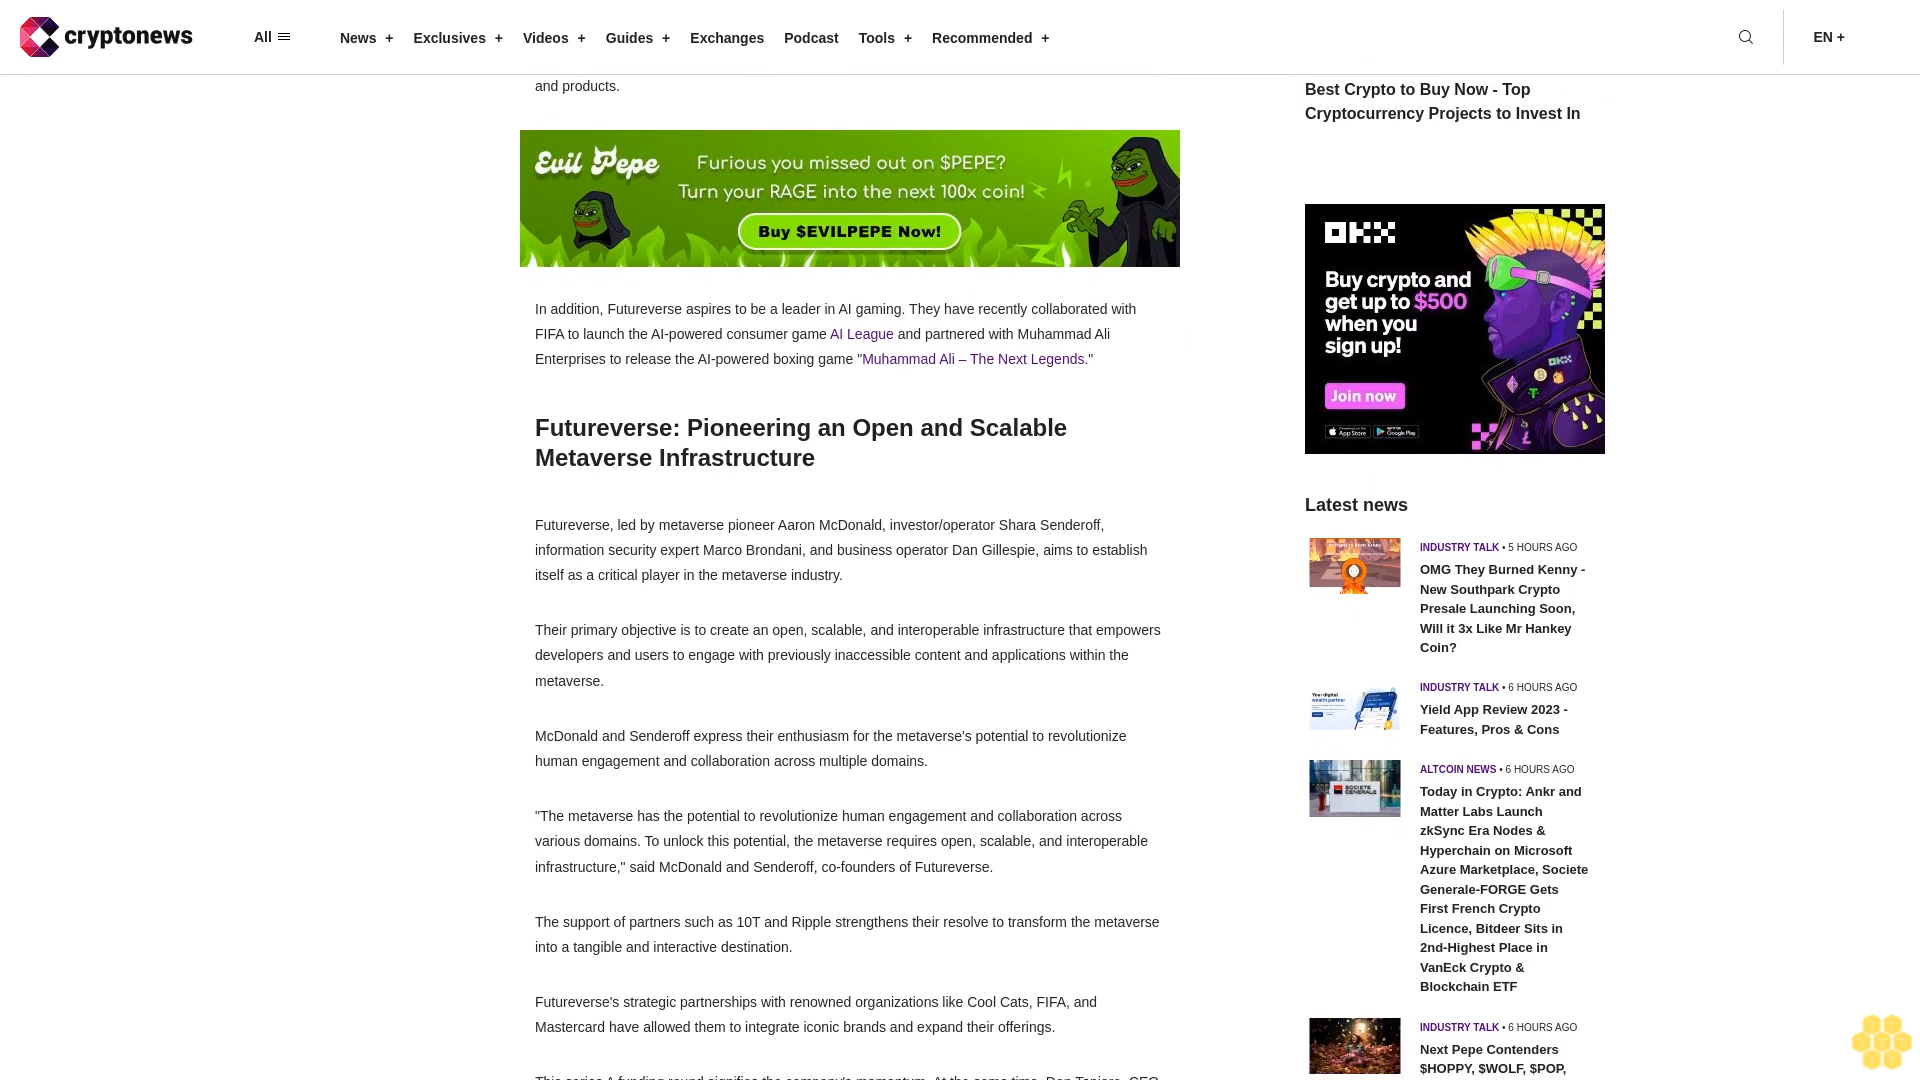 cryptonews
All
News +
Exclusives +
Videos +
Guides +
Exchanges
Podcast
Tools +
Recommended +
EN +
and products.
Evil Pepe
Furious you missed out on $PEPE?
Turn your RAGE into the next 100x coin!
Buy $EVILPEPE Now!
In addition, Futureverse aspires to be a leader in AI gaming. They have recently collaborated with
FIFA to launch the AI-powered consumer game AI League and partnered with Muhammad Ali
Enterprises to release the AI-powered boxing game "Muhammad Ali – The Next Legends."
Futureverse: Pioneering an Open and Scalable
Metaverse Infrastructure
Futureverse, led by metaverse pioneer Aaron McDonald, investor/operator Shara Senderoff,
information security expert Marco Brondani, and business operator Dan Gillespie, aims to establish
itself as a critical player in the metaverse industry.
Their primary objective is to create an open, scalable, and interoperable infrastructure that empowers
developers and users to engage with previously inaccessible content and applications within the
metaverse.
McDonald and Senderoff express their enthusiasm for the metaverse's potential to revolutionize
human engagement and collaboration across multiple domains.
"The metaverse has the potential to revolutionize human engagement and collaboration across
various domains. To unlock this potential, the metaverse requires open, scalable, and interoperable
infrastructure," said McDonald and Senderoff, co-founders of Futureverse.
The support of partners such as 10T and Ripple strengthens their resolve to transform the metaverse
into a tangible and interactive destination.
Futureverse's strategic partnerships with renowned organizations like Cool Cats, FIFA, and
Mastercard have allowed them to integrate iconic brands and expand their offerings.
Best Crypto to Buy Now - Top
Cryptocurrency Projects to Invest In
OKX
Buy crypto and
get up to $500
when you
sign up!
Join now
App Store
Google Play
OKX
Latest news
INDUSTRY TALK • 5 HOURS AGO
OMG They Burned Kenny -
New Southpark Crypto
Presale Launching Soon,
Will it 3x Like Mr Hankey
Coin?
Your digital
wealth partner
INDUSTRY TALK • 6 HOURS AGO
Yield App Review 2023 -
Features, Pros & Cons
SOCIETE
GENERALE
ALTCOIN NEWS • 6 HOURS AGO
Today in Crypto: Ankr and
Matter Labs Launch
zkSync Era Nodes &
Hyperchain on Microsoft
Azure Marketplace, Societe
Generale-FORGE Gets
First French Crypto
Licence, Bitdeer Sits in
2nd-Highest Place in
VanEck Crypto &
Blockchain ETF
INDUSTRY TALK • 6 HOURS AGO
Next Pepe Contenders
$HOPPY, $WOLF, $POP,